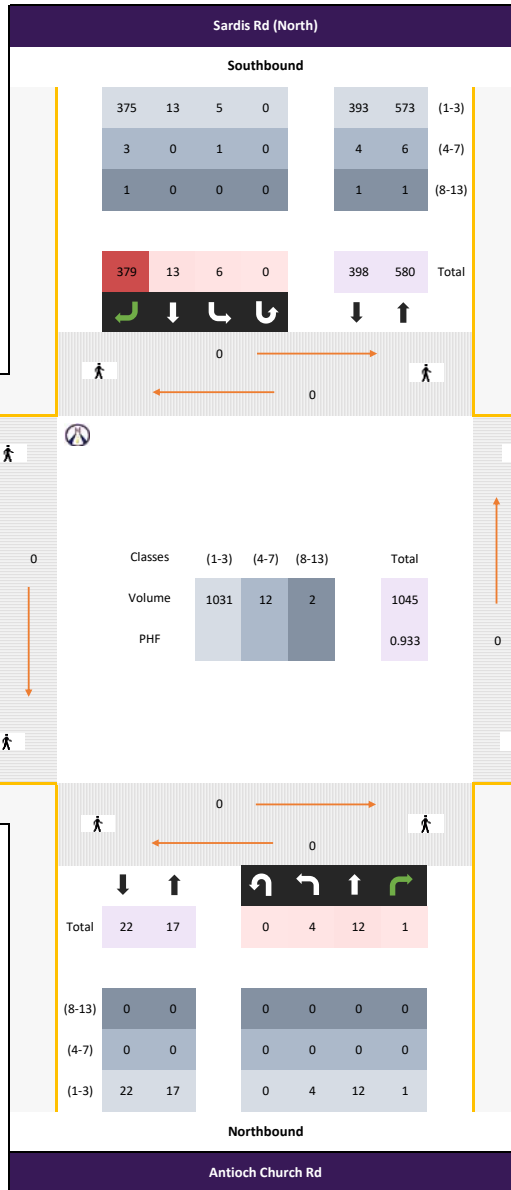 Sardis Rd (North)
Southbound
375 13 5 0 393 573 (1-3)
3 0 1 0 4 6 (4-7)
1 0 0 0 1 1 (8-13)
379 13 6 0 398 580 Total
0
0
0
Classes (1-3) (4-7) (8-13) Total
Volume 1031 12 2 1045
PHF 0.933
0
0
0
Total 22 17 0 4 12 1
(8-13) 0 0 0 0 0 0
(4-7) 0 0 0 0 0 0
(1-3) 22 17 0 4 12 1
Northbound
Antioch Church Rd